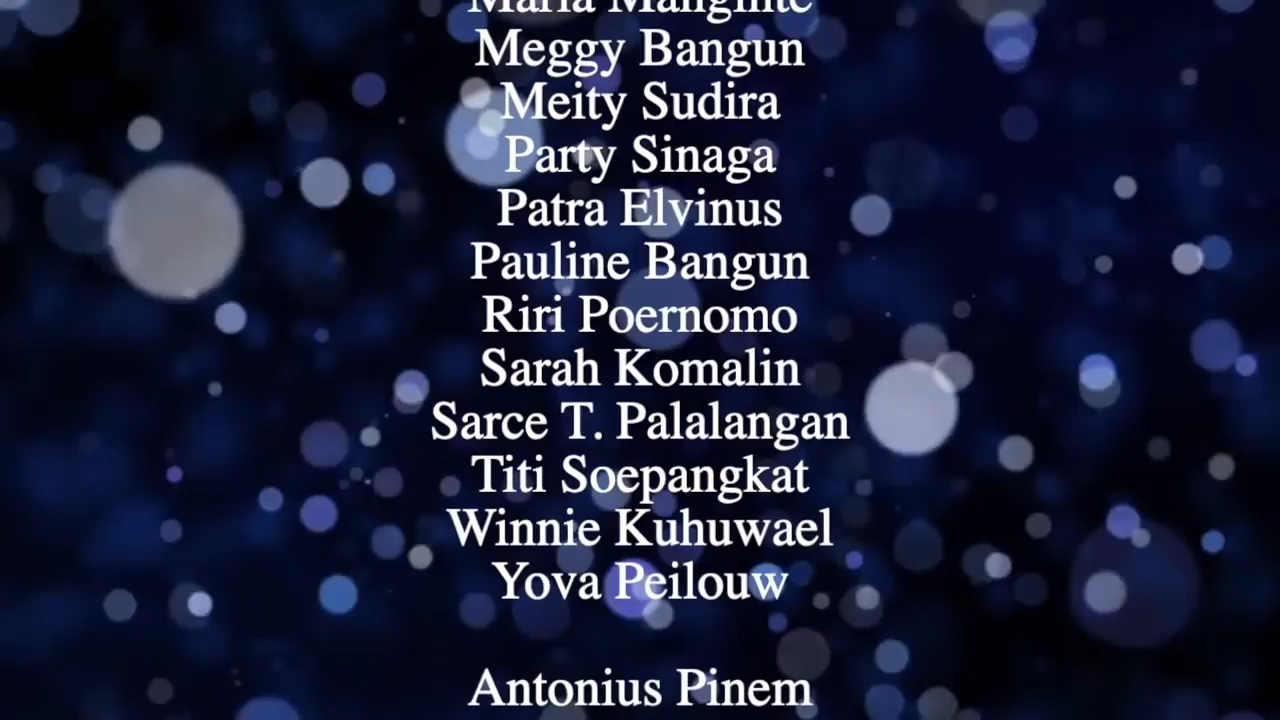 Maria
Meggy Bangun
Meity Sudira
Party Sinaga
Patra Elvinus
Pauline Bangun
Riri Poernomo
Sarah Komalin
Sarce T. Palalangan
Titi Soepangkat
Winnie Kuhuwael
Yova Peilouw
Antonius Pinem